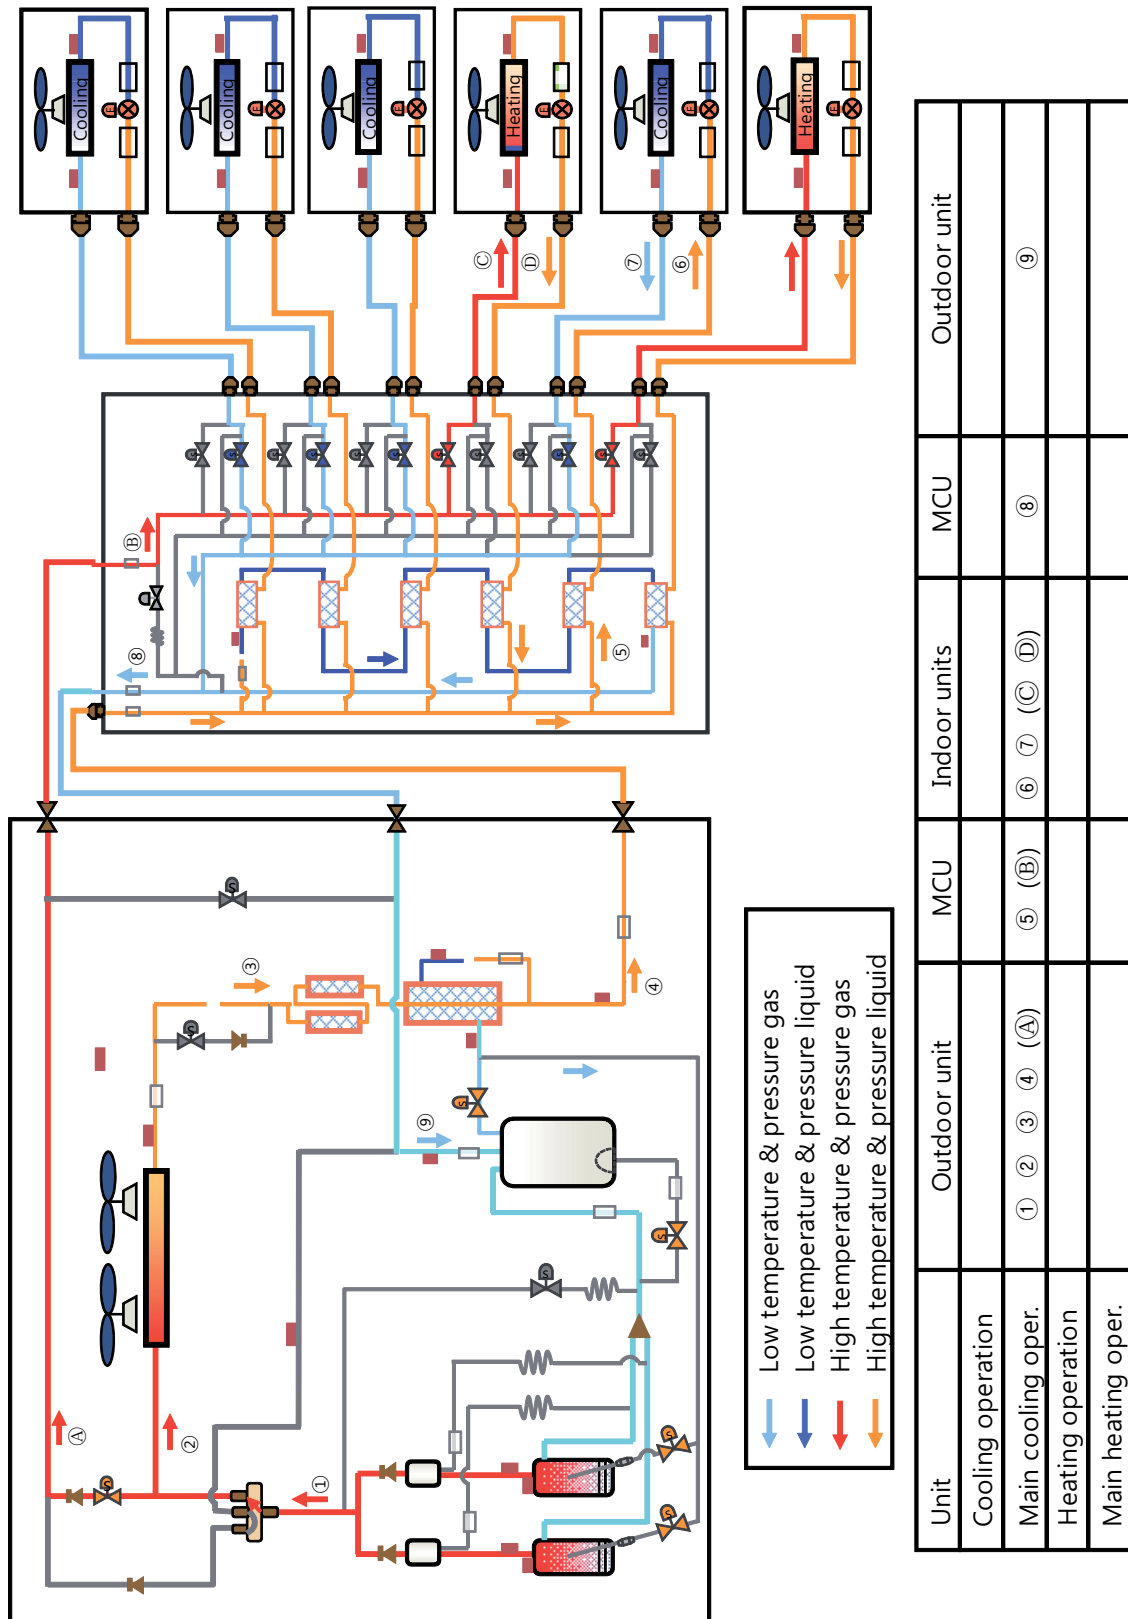 Cooling
Cooling
Cooling
Heating
Cooling
Heating
E
E
E
E
E
E
Ⓒ
Ⓓ
⑦
⑥
Ⓑ
S
S
S
S
S
S
S
S
S
S
S
S
⑧
⑤
S
③
④
S
S
⑨
S
S
Ⓐ
②
S
①
S
S
Low temperature & pressure gas
Low temperature & pressure liquid
High temperature & pressure gas
High temperature & pressure liquid
Unit Outdoor unit MCU Indoor units MCU Outdoor unit
Cooling operation
Main cooling oper. ① ② ③ ④ (Ⓐ) ⑤ (Ⓑ) ⑥ ⑦ (Ⓒ Ⓓ) ⑧ ⑨
Heating operation
Main heating oper.